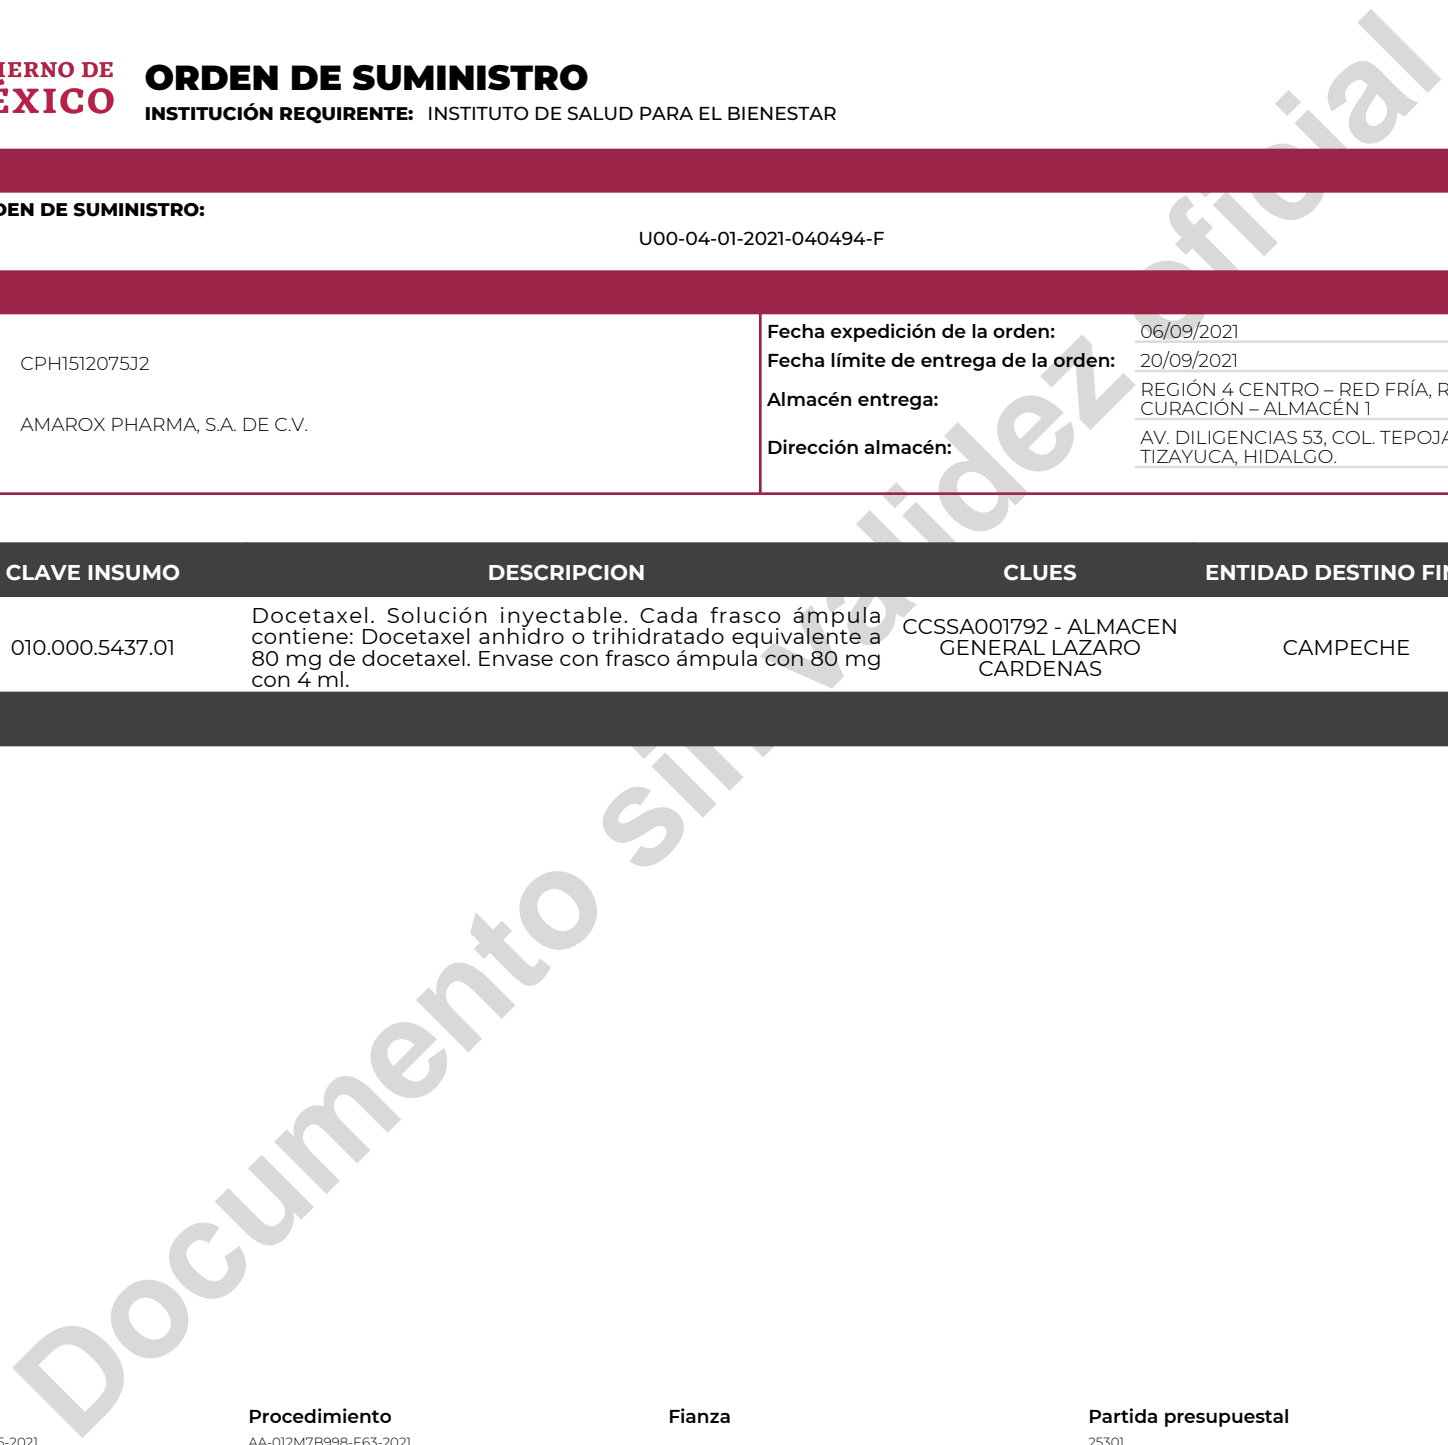 IERNO DE
ÉXICO
ORDEN DE SUMINISTRO
INSTITUCIÓN REQUIRENTE: INSTITUTO DE SALUD PARA EL BIENESTAR
DEN DE SUMINISTRO:
U00-04-01-2021-040494-F
CPH1512075J2
AMAROX PHARMA, S.A. DE C.V.
Fecha expedición de la orden: 06/09/2021
Fecha límite de entrega de la orden: 20/09/2021
Almacén entrega: REGIÓN 4 CENTRO – RED FRÍA, R
CURACIÓN – ALMACÉN 1
Dirección almacén: AV. DILIGENCIAS 53, COL. TEPOJA
TIZAYUCA, HIDALGO.
CLAVE INSUMO DESCRIPCION CLUES ENTIDAD DESTINO FIN
010.000.5437.01
Docetaxel. Solución inyectable. Cada frasco ámpula
contiene: Docetaxel anhidro o trihidratado equivalente a
80 mg de docetaxel. Envase con frasco ámpula con 80 mg
con 4 ml.
CCSSA001792 - ALMACEN
GENERAL LAZARO
CARDENAS
CAMPECHE
Documento sin validez oficial
Procedimiento Fianza Partida presupuestal
5-2021 AA-012M7B998-E63-2021 25301